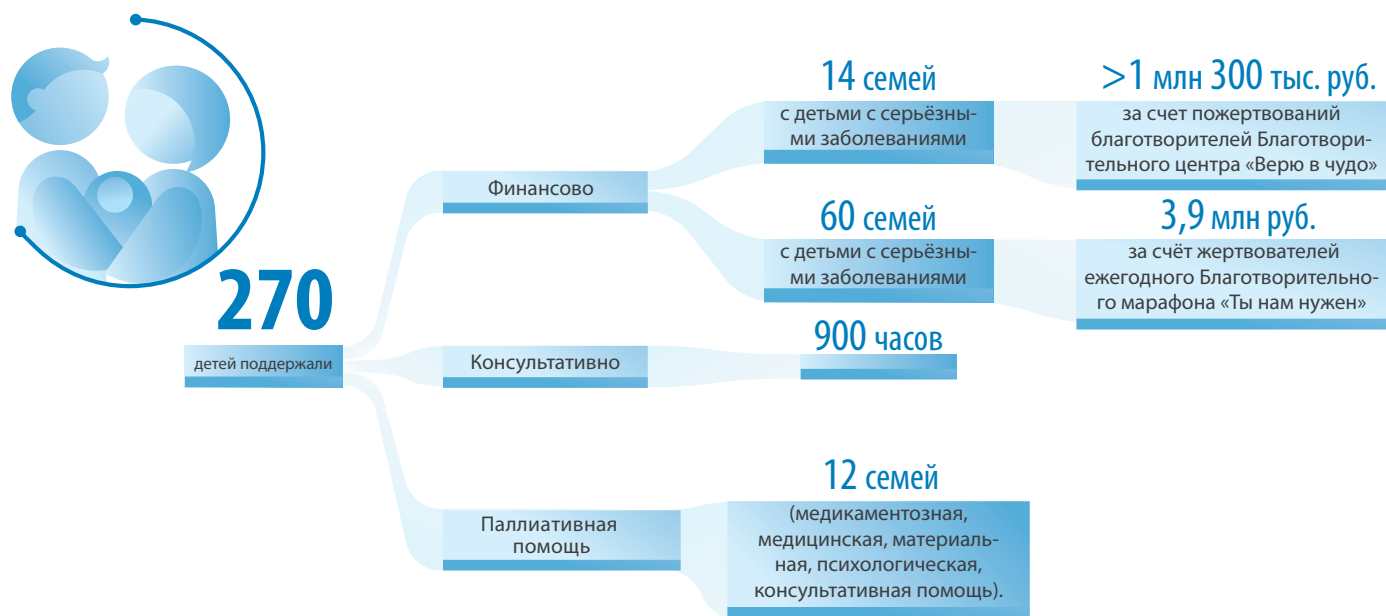 270
детей поддержали
Финансово
14 семей
с детьми с серьёзны-
ми заболеваниями
>1 млн 300 тыс. руб.
за счет пожертвований
благотворителей Благотвори-
тельного центра «Верю в чудо»
60 семей
с детьми с серьёзны-
ми заболеваниями
3,9 млн руб.
за счёт жертвователей
ежегодного Благотворительно-
го марафона «Ты нам нужен»
Консультативно
900 часов
Паллиативная
помощь
12 семей
(медикаментозная,
медицинская, материаль-
ная, психологическая,
консультативная помощь).